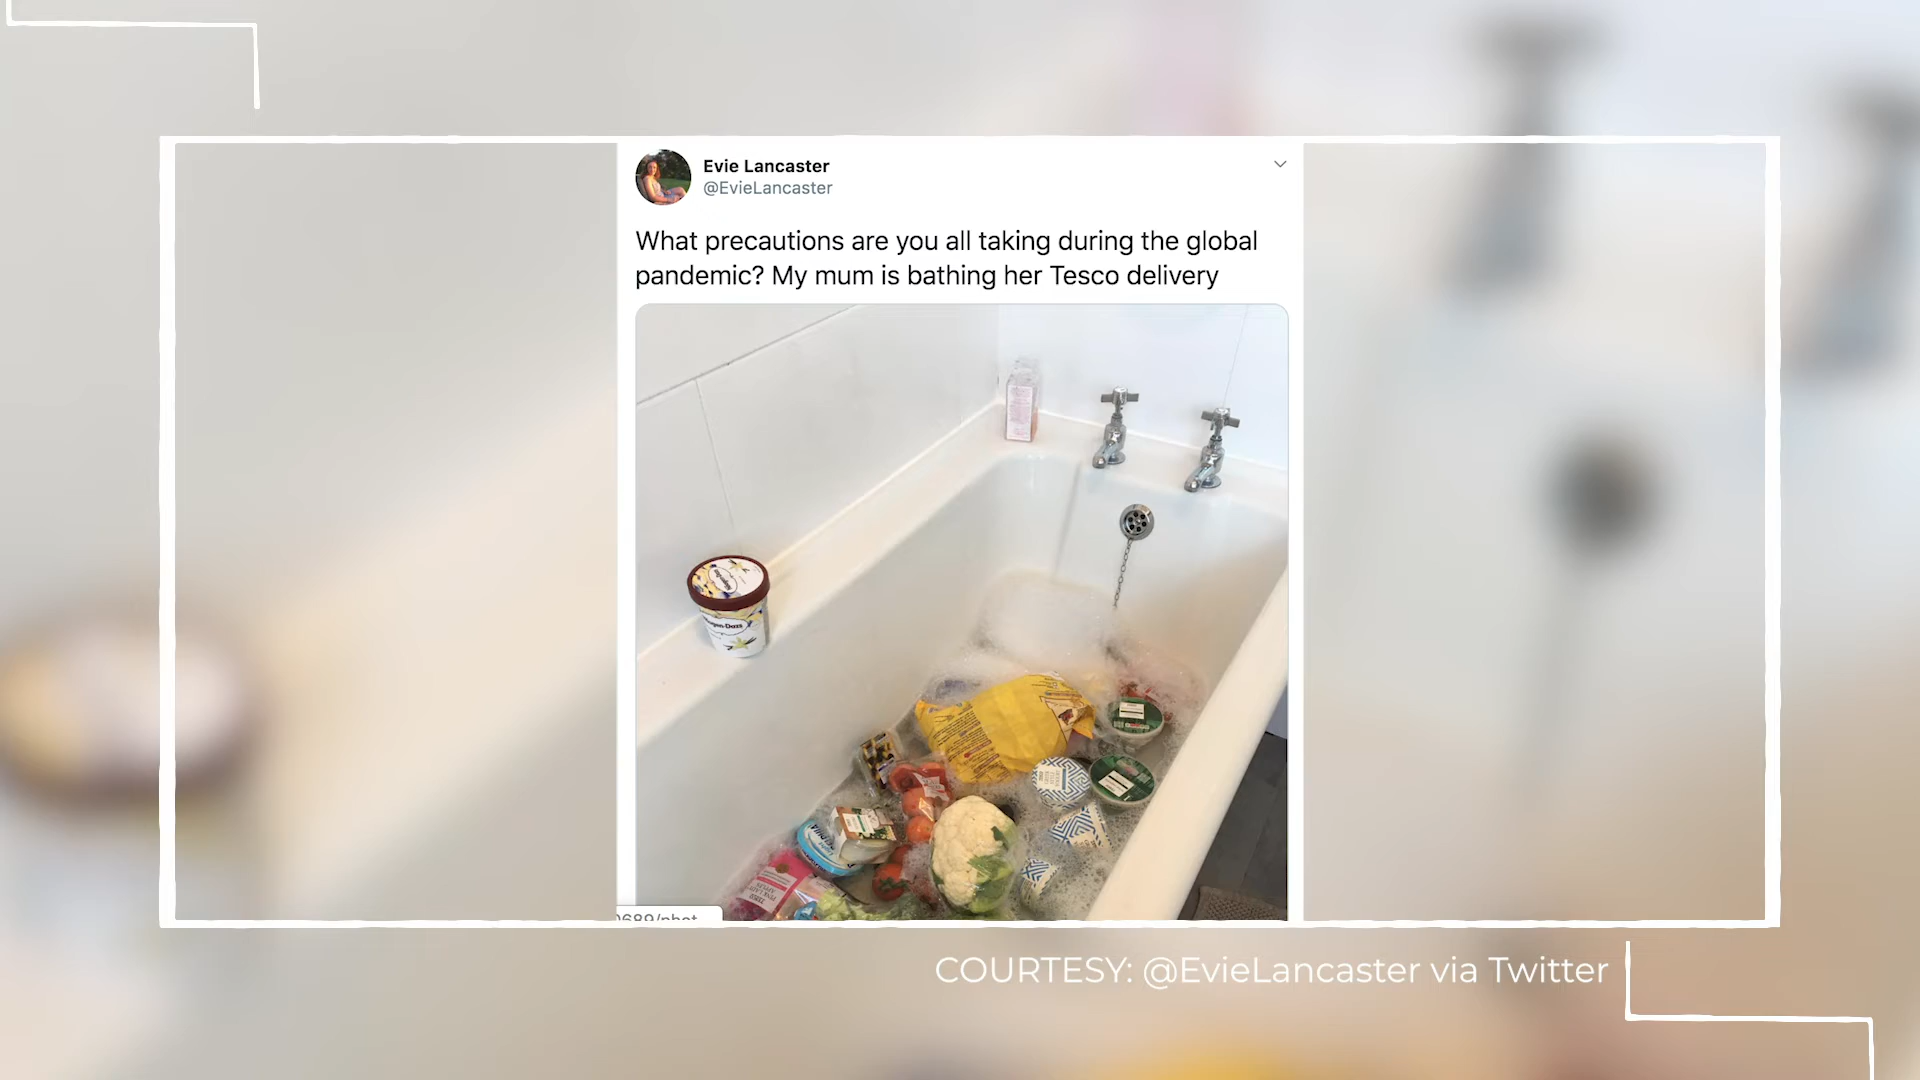 Evie Lancaster
@EvieLancaster
What precautions are you all taking during the global
pandemic? My mum is bathing her Tesco delivery
COURTESY: @EvieLancaster via Twitter